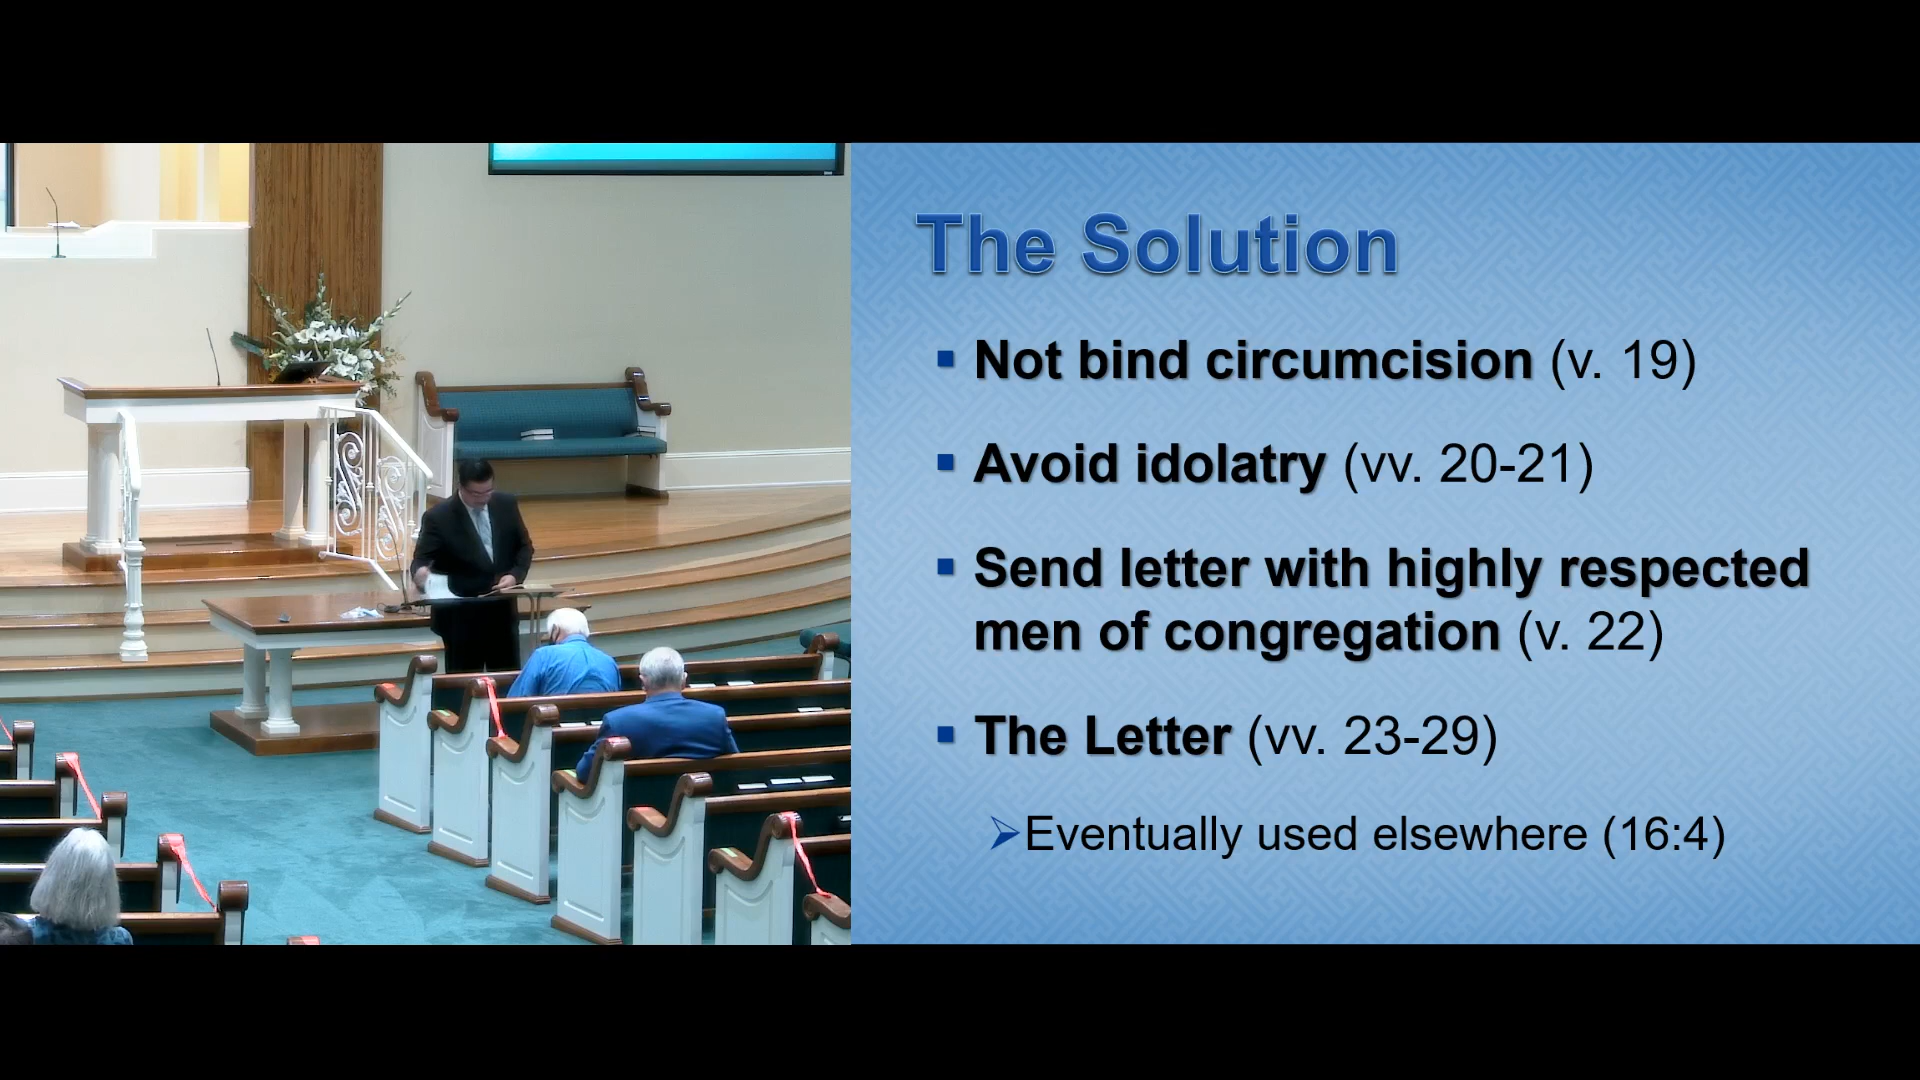 The Solution
Not bind circumcision (v. 19)
Avoid idolatry (vv. 20-21)
Send letter with highly respected
men of congregation (v. 22)
The Letter (vv. 23-29)
Eventually used elsewhere (16:4)